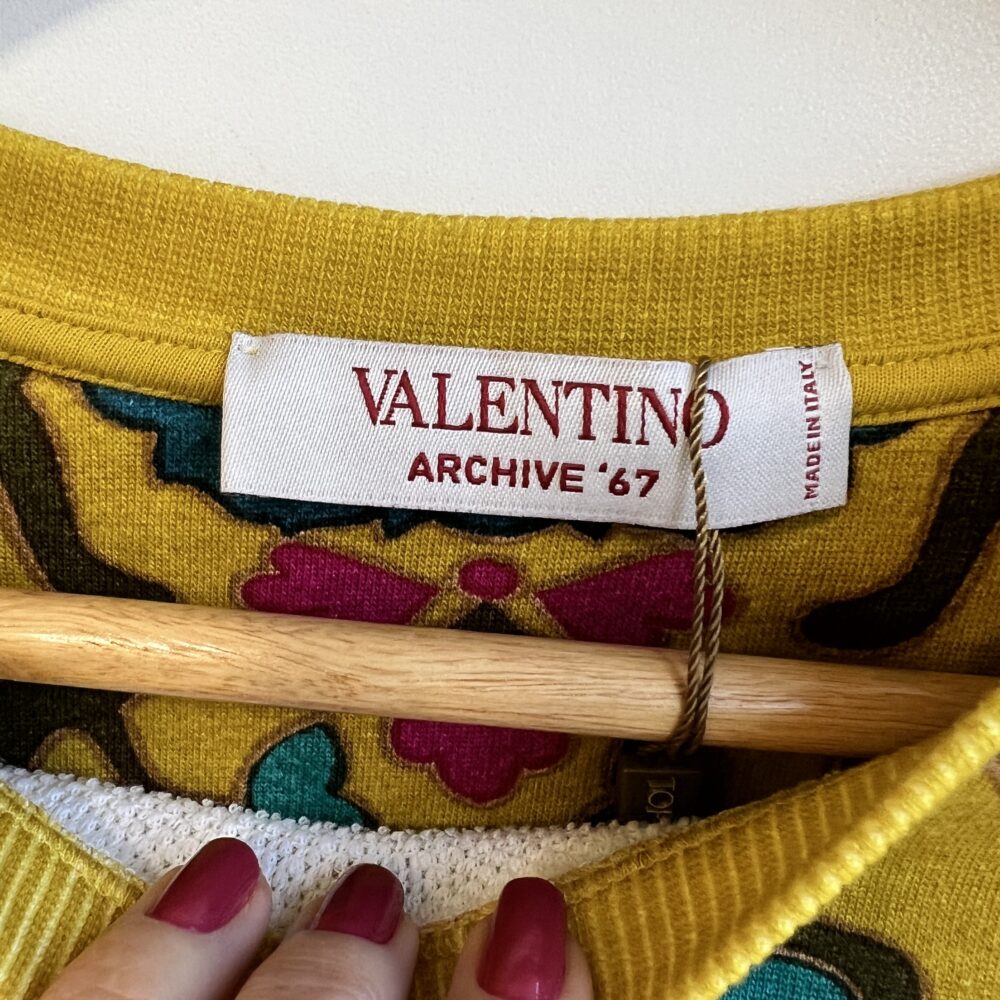 VALENTINO
ARCHIVE '67
MADE IN ITALY